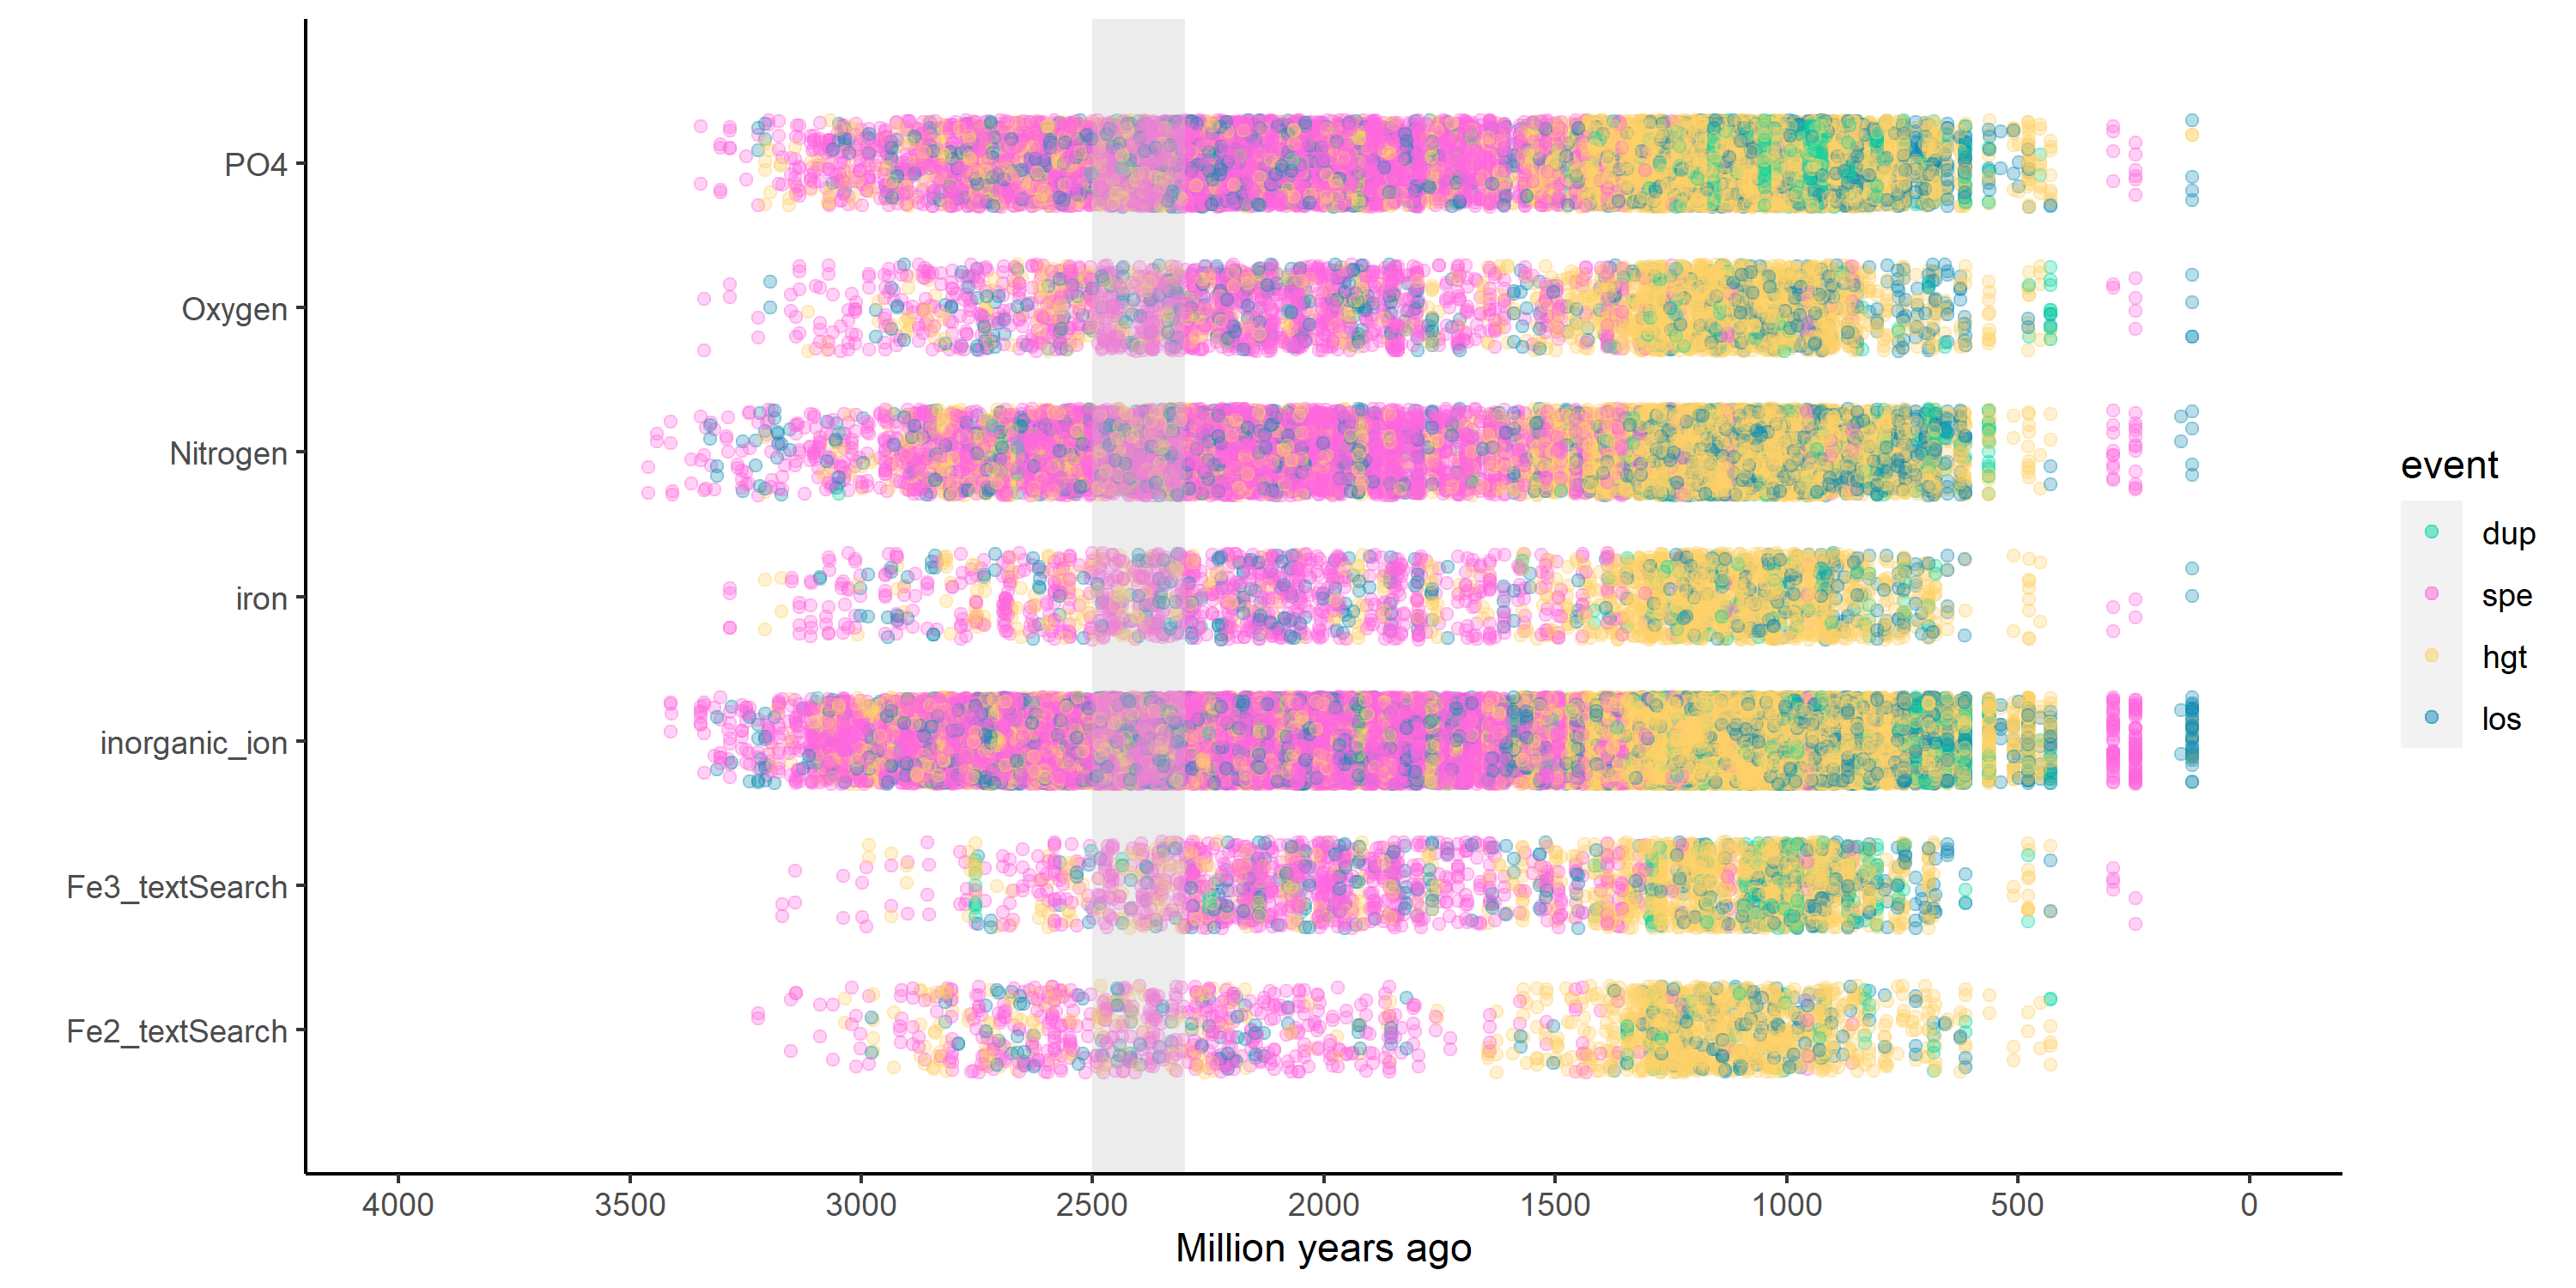 PO4
Oxygen
Nitrogen
iron
inorganic_ion
Fe3_textSearch
Fe2_textSearch
4000 3500 3000 2500 2000 1500 1000 500 0
Million years ago
event
dup
spe
hgt
los